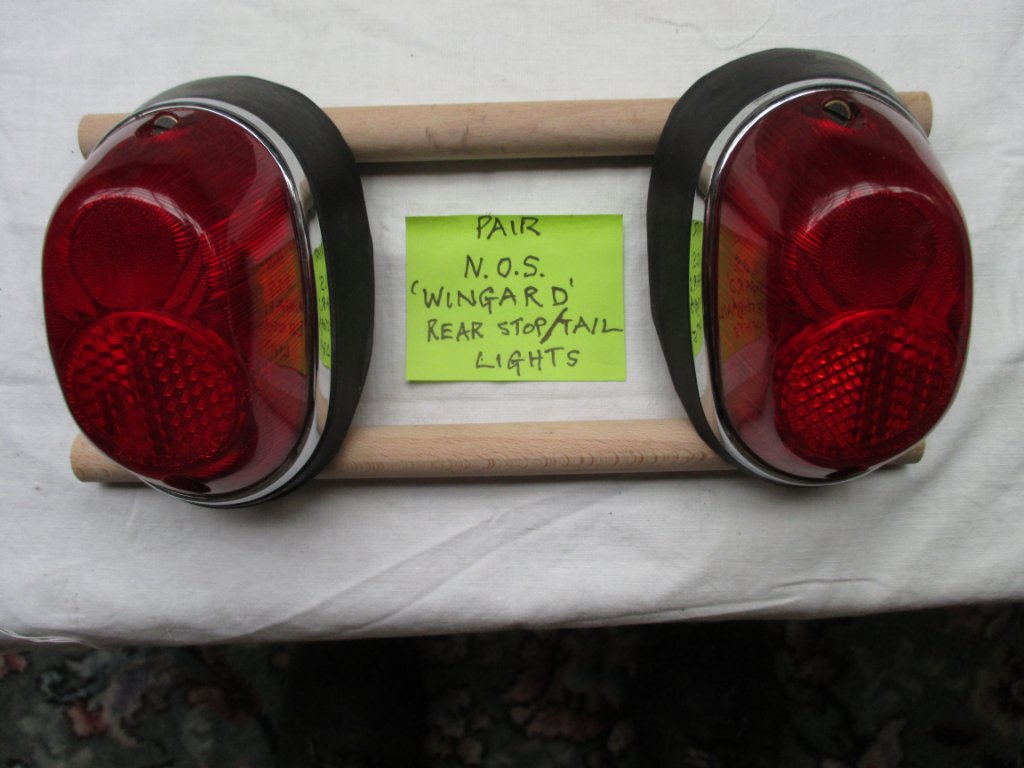 PAIR
N.O.S.
'WINGARD'
REAR STOP/TAIL
LIGHTS